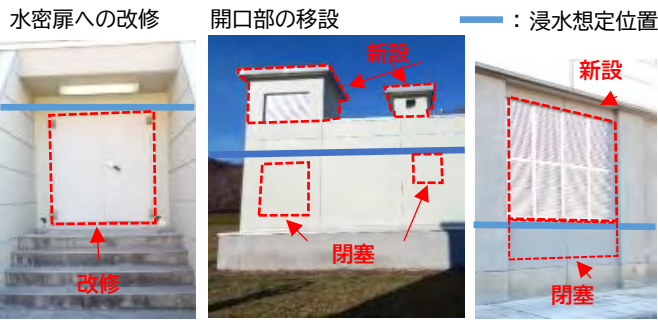 水密扉への改修
開口部の移設
：浸水想定位置
新設
新設
改修
閉塞
閉塞